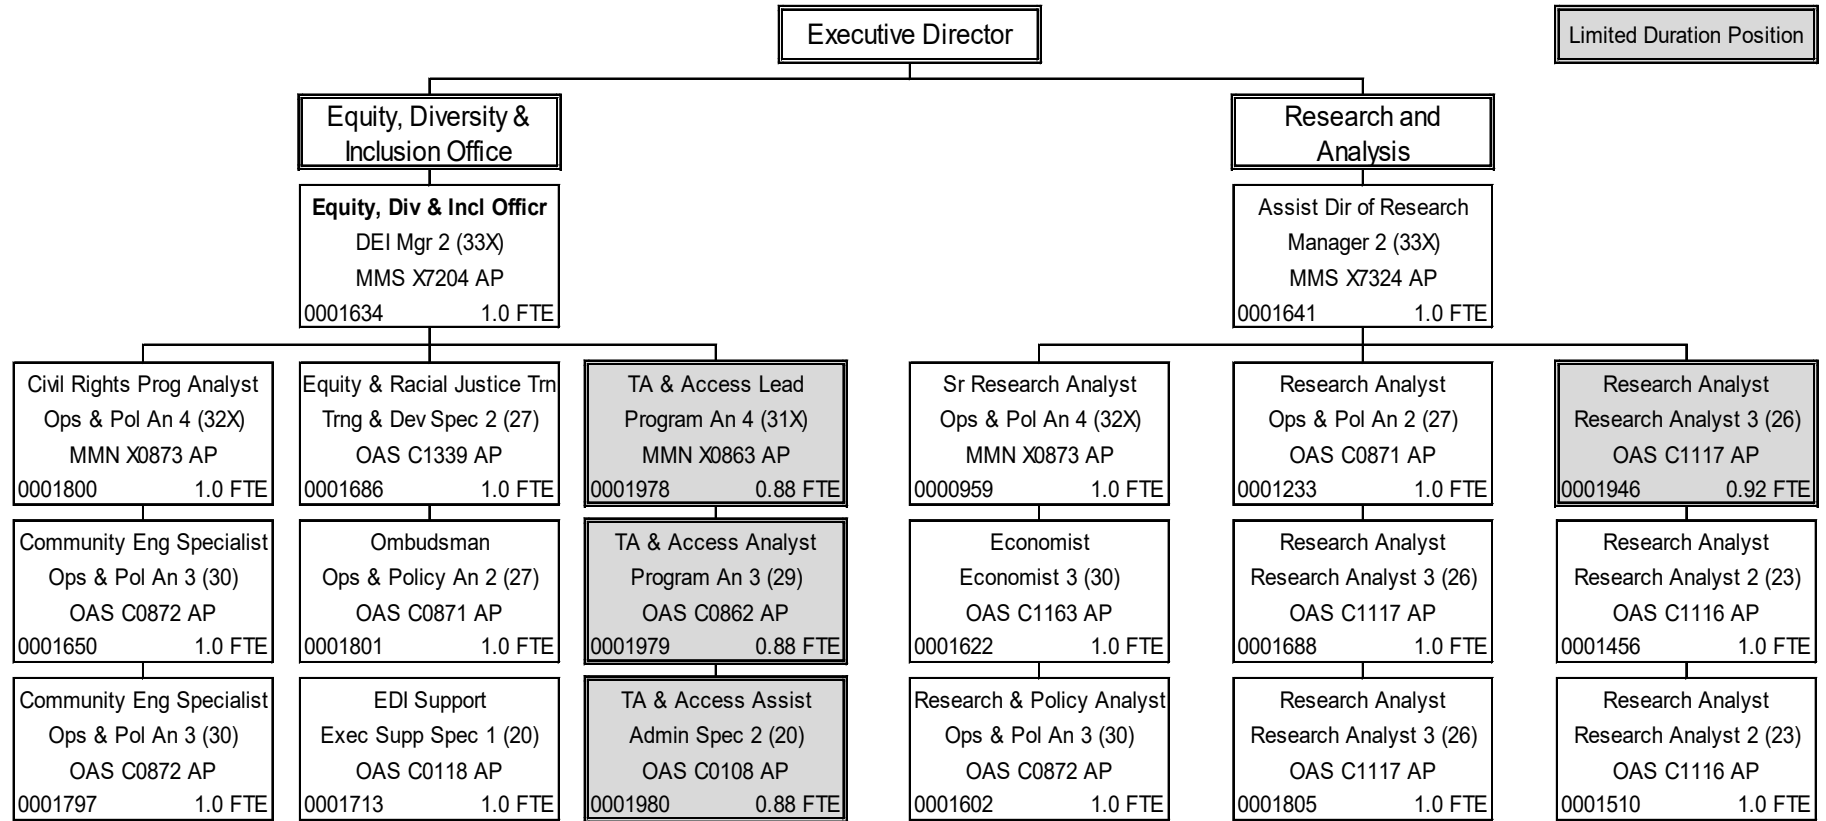 Executive Director
Limited Duration Position
Equity, Diversity &
Inclusion Office
Research and
Analysis
Equity, Div & Incl Officr
DEI Mgr 2 (33X)
MMS X7204 AP
0001634 1.0 FTE
Assist Dir of Research
Manager 2 (33X)
MMS X7324 AP
0001641 1.0 FTE
Civil Rights Prog Analyst
Ops & Pol An 4 (32X)
MMN X0873 AP
0001800 1.0 FTE
Equity & Racial Justice Trn
Trng & Dev Spec 2 (27)
OAS C1339 AP
0001686 1.0 FTE
TA & Access Lead
Program An 4 (31X)
MMN X0863 AP
0001978 0.88 FTE
Sr Research Analyst
Ops & Pol An 4 (32X)
MMN X0873 AP
0000959 1.0 FTE
Research Analyst
Ops & Pol An 2 (27)
OAS C0871 AP
0001233 1.0 FTE
Research Analyst
Research Analyst 3 (26)
OAS C1117 AP
0001946 0.92 FTE
Community Eng Specialist
Ops & Pol An 3 (30)
OAS C0872 AP
0001650 1.0 FTE
Ombudsman
Ops & Policy An 2 (27)
OAS C0871 AP
0001801 1.0 FTE
TA & Access Analyst
Program An 3 (29)
OAS C0862 AP
0001979 0.88 FTE
Economist
Economist 3 (30)
OAS C1163 AP
0001622 1.0 FTE
Research Analyst
Research Analyst 3 (26)
OAS C1117 AP
0001688 1.0 FTE
Research Analyst
Research Analyst 2 (23)
OAS C1116 AP
0001456 1.0 FTE
Community Eng Specialist
Ops & Pol An 3 (30)
OAS C0872 AP
0001797 1.0 FTE
EDI Support
Exec Supp Spec 1 (20)
OAS C0118 AP
0001713 1.0 FTE
TA & Access Assist
Admin Spec 2 (20)
OAS C0108 AP
0001980 0.88 FTE
Research & Policy Analyst
Ops & Pol An 3 (30)
OAS C0872 AP
0001602 1.0 FTE
Research Analyst
Research Analyst 3 (26)
OAS C1117 AP
0001805 1.0 FTE
Research Analyst
Research Analyst 2 (23)
OAS C1116 AP
0001510 1.0 FTE